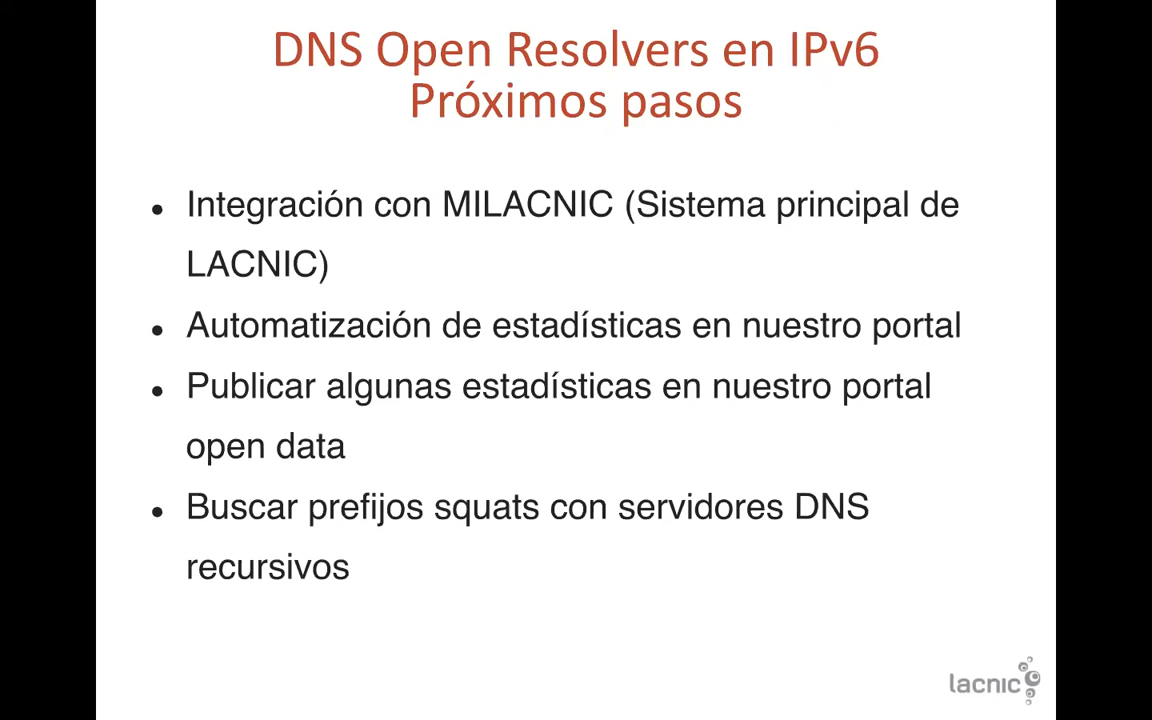 DNS Open Resolvers en IPv6
Próximos pasos
• Integración con MILACNIC (Sistema principal de
LACNIC)
• Automatización de estadísticas en nuestro portal
• Publicar algunas estadísticas en nuestro portal
open data
• Buscar prefijos squats con servidores DNS
recursivos
lacnic